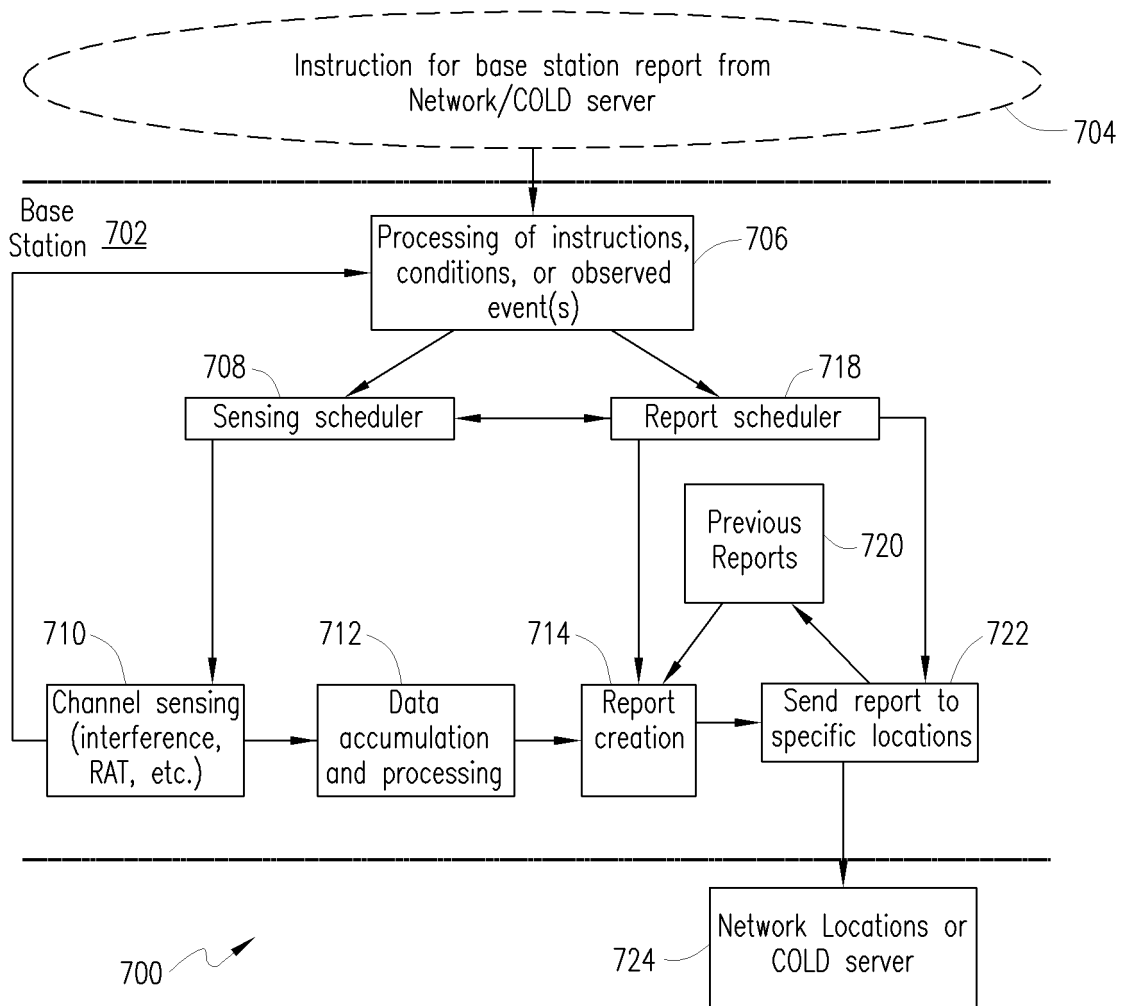 Instruction for base station report from
Network/COLD server
704
Base
Station 702
Processing of instructions,
conditions, or observed
event(s)
706
708
Sensing scheduler
718
Report scheduler
Previous
Reports
720
710
Channel sensing
(interference,
RAT, etc.)
712
Data
accumulation
and processing
714
Report
creation
722
Send report to
specific locations
700
724
Network Locations or
COLD server